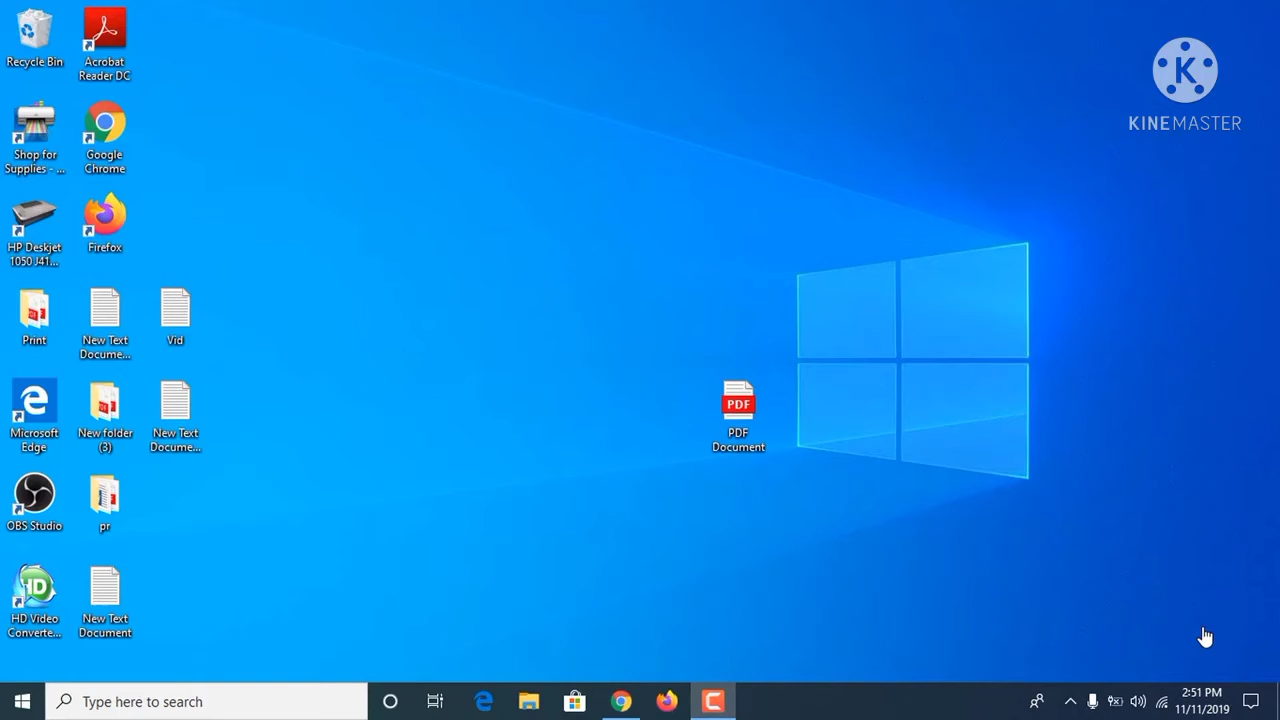 Recycle Bin
Acrobat
Reader DC
Shop for
Supplies - ...
Google
Chrome
HP Deskjet
1050 J41...
Firefox
Print
New Text
Docume...
Vid
Microsoft
Edge
New folder
(3)
New Text
Docume...
OBS Studio
pr
HD
HD Video
Converte...
New Text
Document
PDF
PDF
Document
K
KINEMASTER
Type here to search
2:51 PM
11/11/2019